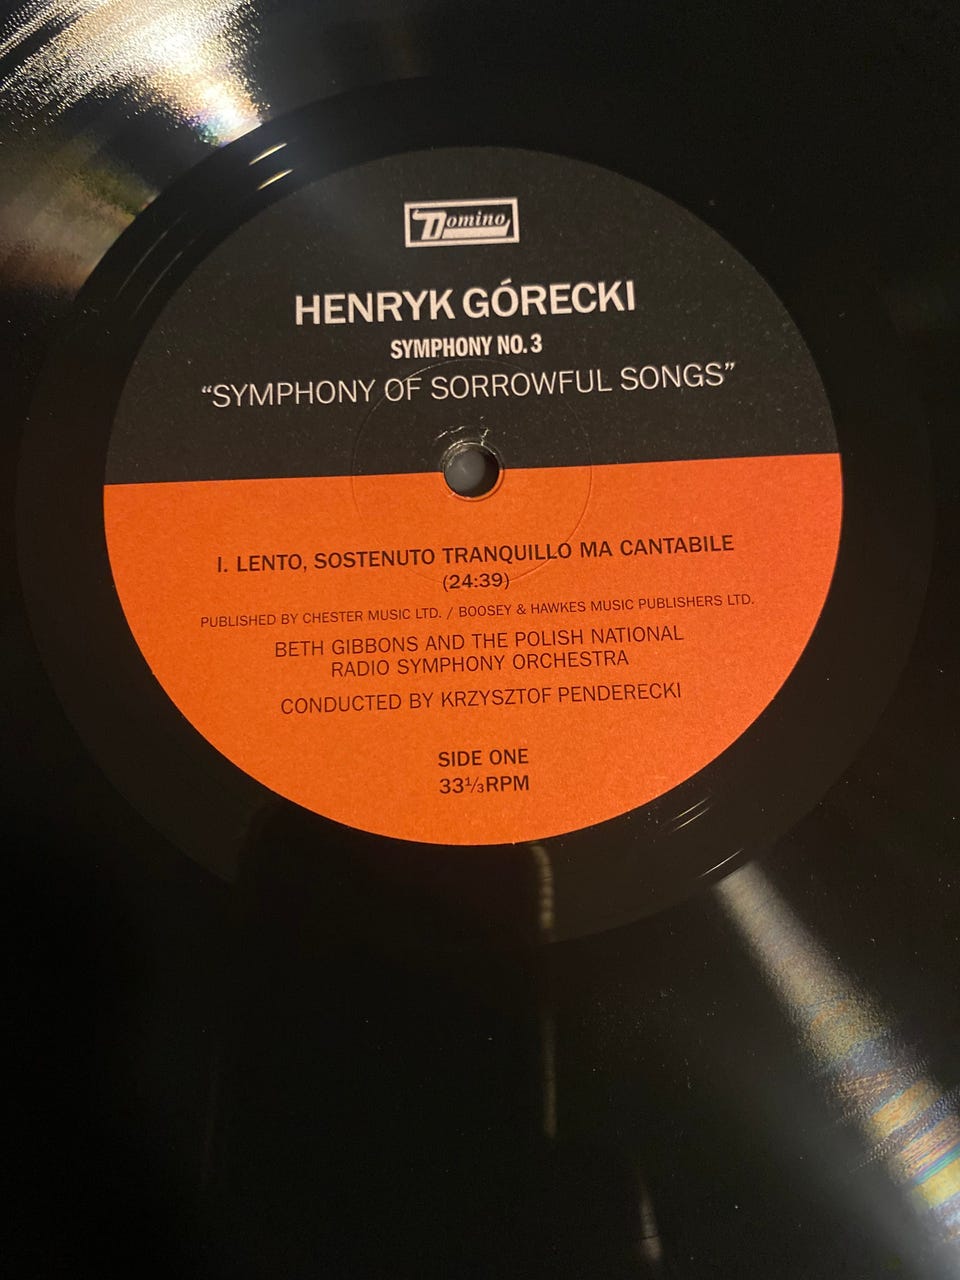 Domino
HENRYK GÓRECKI
SYMPHONY NO. 3
“SYMPHONY OF SORROWFUL SONGS”
I. LENTO, SOSTENUTO TRANQUILLO MA CANTABILE
(24:39)
PUBLISHED BY CHESTER MUSIC LTD. / BOOSEY & HAWKES MUSIC PUBLISHERS LTD.
BETH GIBBONS AND THE POLISH NATIONAL
RADIO SYMPHONY ORCHESTRA
CONDUCTED BY KRZYSZTOF PENDERECKI
SIDE ONE
33⅓RPM